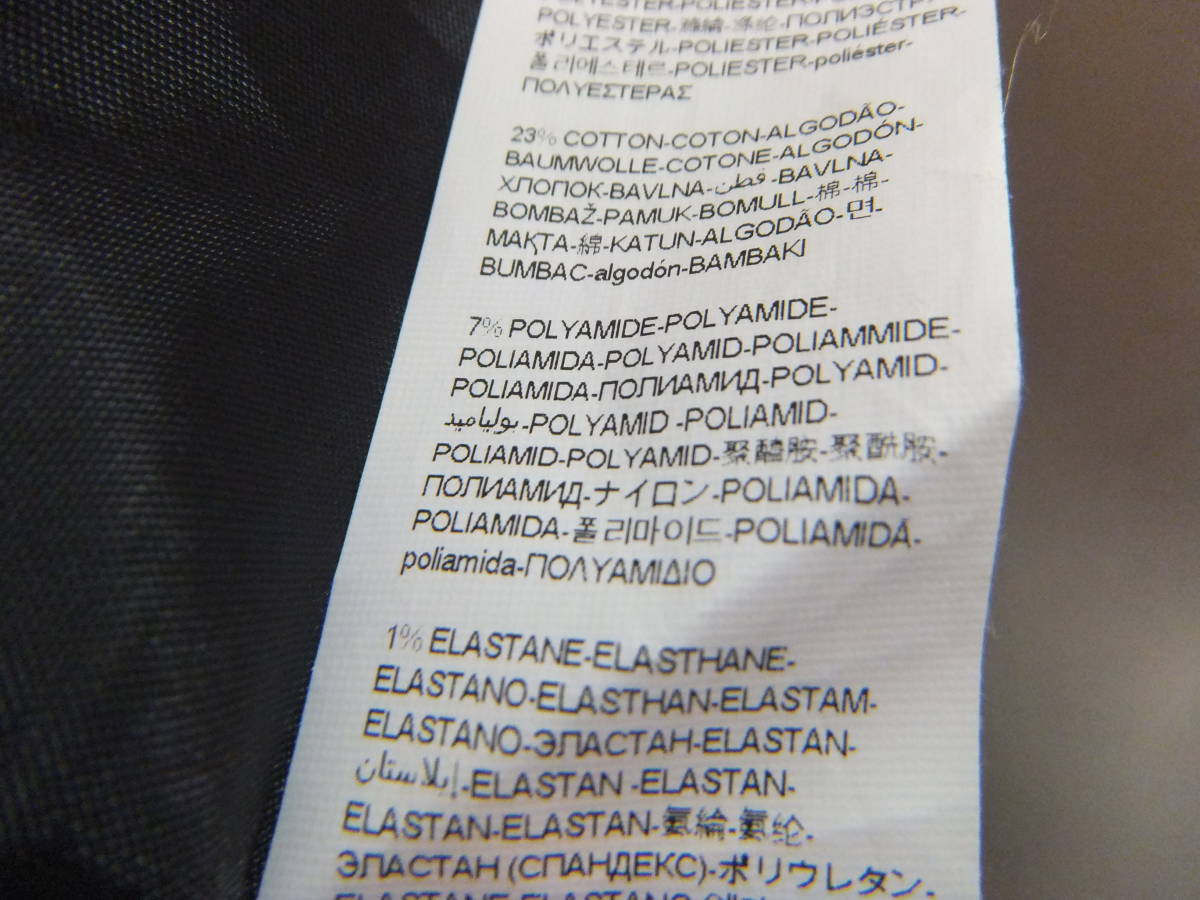 POLYESTER-滌綸-涤纶-ПОЛИЭСТР
ポリエステル-POLIESTER-POLIÉSTER-
폴리에스테르-POLIESTER-poliéster-
ΠΟΛΥΕΣΤΕΡΑΣ
23% COTTON-COTON-ALGODÃO-
BAUMWOLLE-COTONE-ALGODÓN-
ХЛОПОК-BAVLNA-قطن-BAVLNA-
BOMBAŽ-PAMUK-BOMULL-棉-棉-
МАҚТА-綿-KATUN-ALGODÃO-면-
BUMBAC-algodón-ΒΑΜΒΑΚΙ
7% POLYAMIDE-POLYAMIDE-
POLIAMIDA-POLYAMID-POLIAMMIDE-
POLIAMIDA-ПОЛИАМИД-POLYAMID-
بولياميد-POLYAMID -POLIAMID-
POLIAMID-POLYAMID-聚醯胺-聚酰胺-
ПОЛИАМИД-ナイロン-POLIAMIDA-
POLIAMIDA-폴리마이드-POLIAMIDĂ-
poliamida-ΠΟΛΥΑΜΙΔΙΟ
1% ELASTANE-ELASTHANE-
ELASTANO-ELASTHAN-ELASTAM-
ELASTANO-ЭЛАСТАН-ELASTAN-
إيلاستان-ELASTAN -ELASTAN-
ELASTAN-ELASTAN-氨綸-氨纶-
ЭЛАСТАН (СПАНДЕКС)-ポリウレタン-